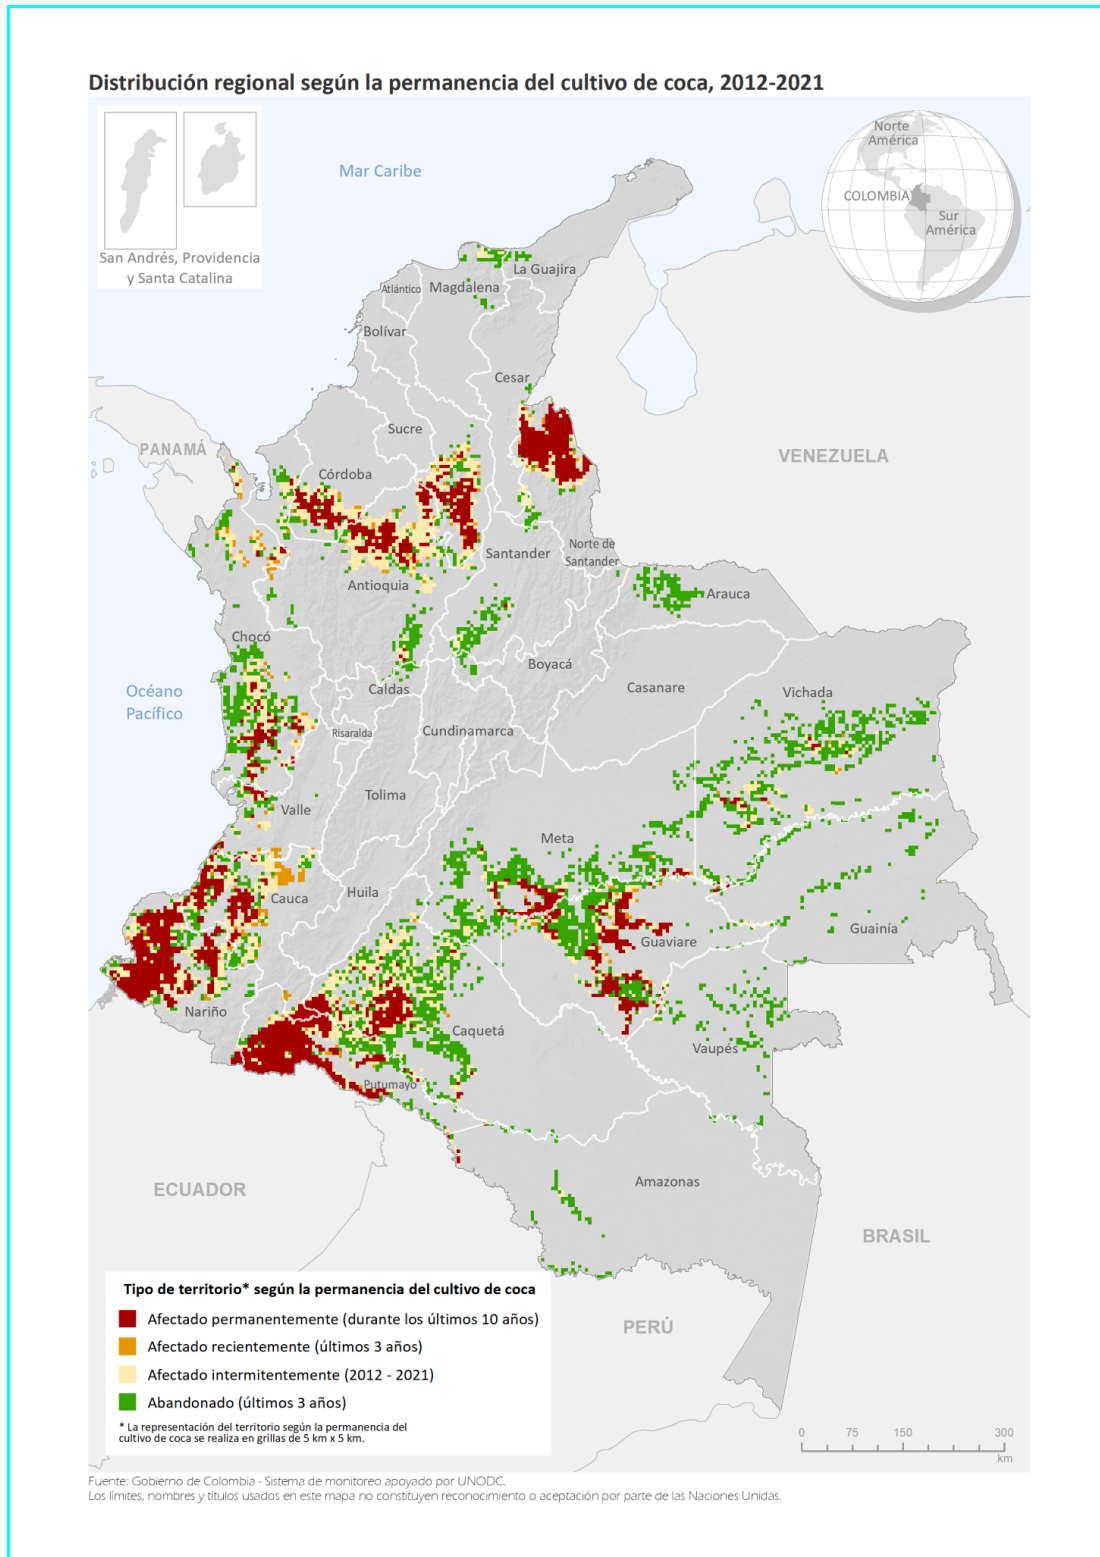 Distribución regional según la permanencia del cultivo de coca, 2012-2021
Norte
América
COLOMBIA
Sur
América
Mar Caribe
San Andrés, Providencia
y Santa Catalina
La Guajira
Atlántico
Magdalena
Bolívar
Cesar
Sucre
PANAMÁ
VENEZUELA
Córdoba
Santander
Norte de
Santander
Antioquia
Arauca
Chocó
Boyacá
Caldas
Casanare
Vichada
Océano
Pacífico
Risaralda
Cundinamarca
Tolima
Valle
Meta
Huila
Cauca
Guainía
Guaviare
Nariño
Caquetá
Vaupés
Putumayo
Amazonas
ECUADOR
BRASIL
PERÚ
Tipo de territorio* según la permanencia del cultivo de coca
Afectado permanentemente (durante los últimos 10 años)
Afectado recientemente (últimos 3 años)
Afectado intermitentemente (2012 - 2021)
Abandonado (últimos 3 años)
* La representación del territorio según la permanencia del
cultivo de coca se realiza en grillas de 5 km x 5 km.
0 75 150 300
km
Fuente: Gobierno de Colombia - Sistema de monitoreo apoyado por UNODC.
Los límites, nombres y títulos usados en este mapa no constituyen reconocimiento o aceptación por parte de las Naciones Unidas.